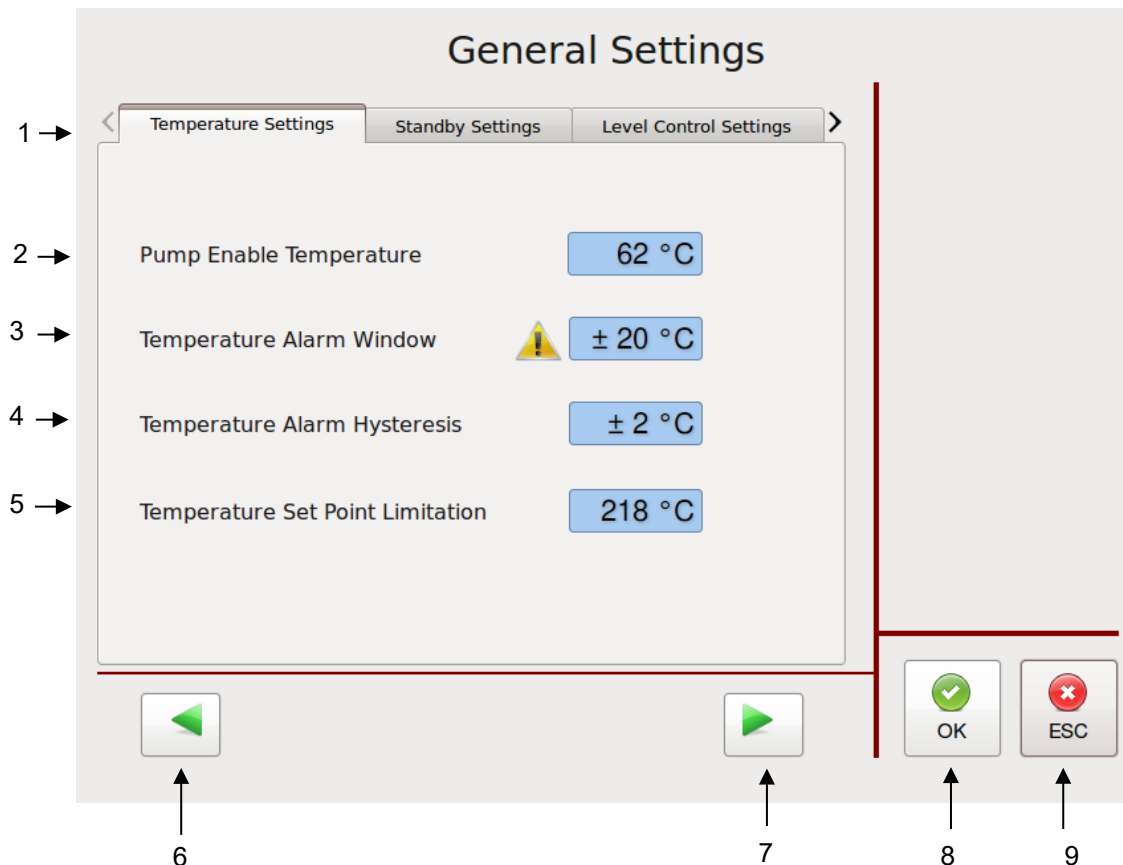 General Settings
1 Temperature Settings Standby Settings Level Control Settings
2 Pump Enable Temperature 62 °C
3 Temperature Alarm Window ± 20 °C
4 Temperature Alarm Hysteresis ± 2 °C
5 Temperature Set Point Limitation 218 °C
OK ESC
6 7 8 9